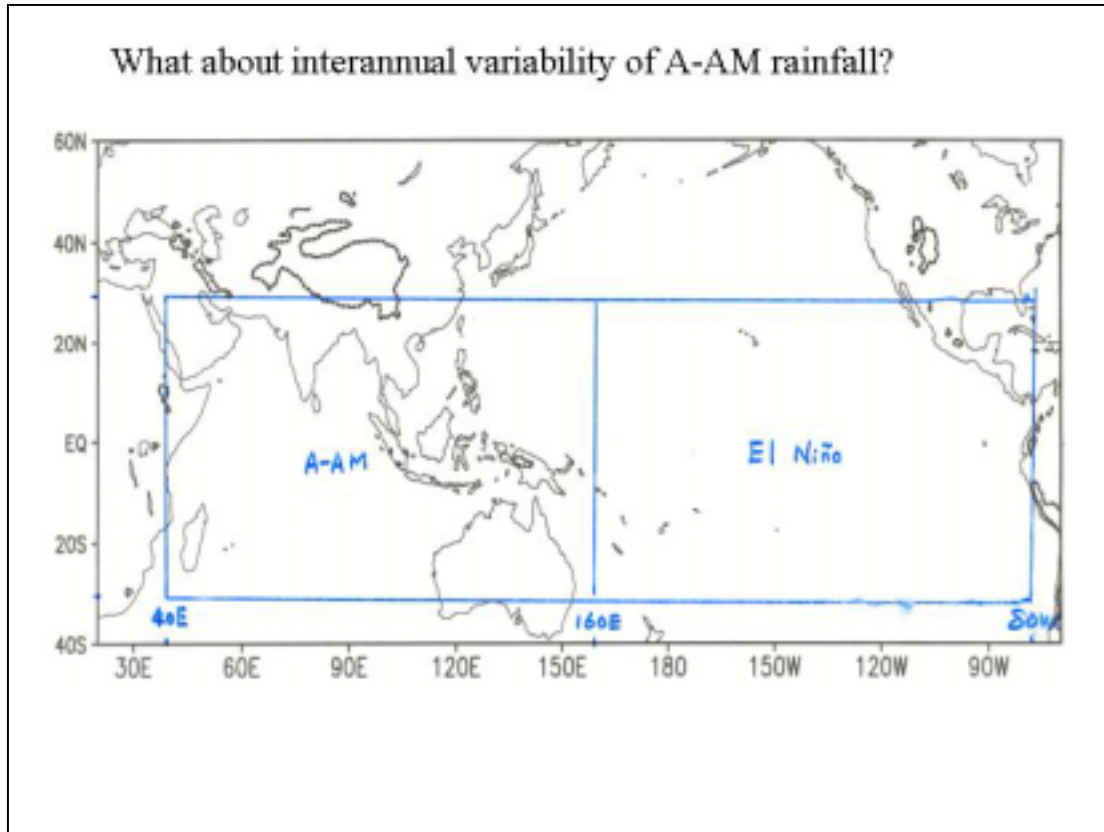 What about interannual variability of A-AM rainfall?
60N
40N
20N
EQ
20S
40S
A-AM
El Niño
40E
160E
80W
30E 60E 90E 120E 150E 180 150W 120W 90W